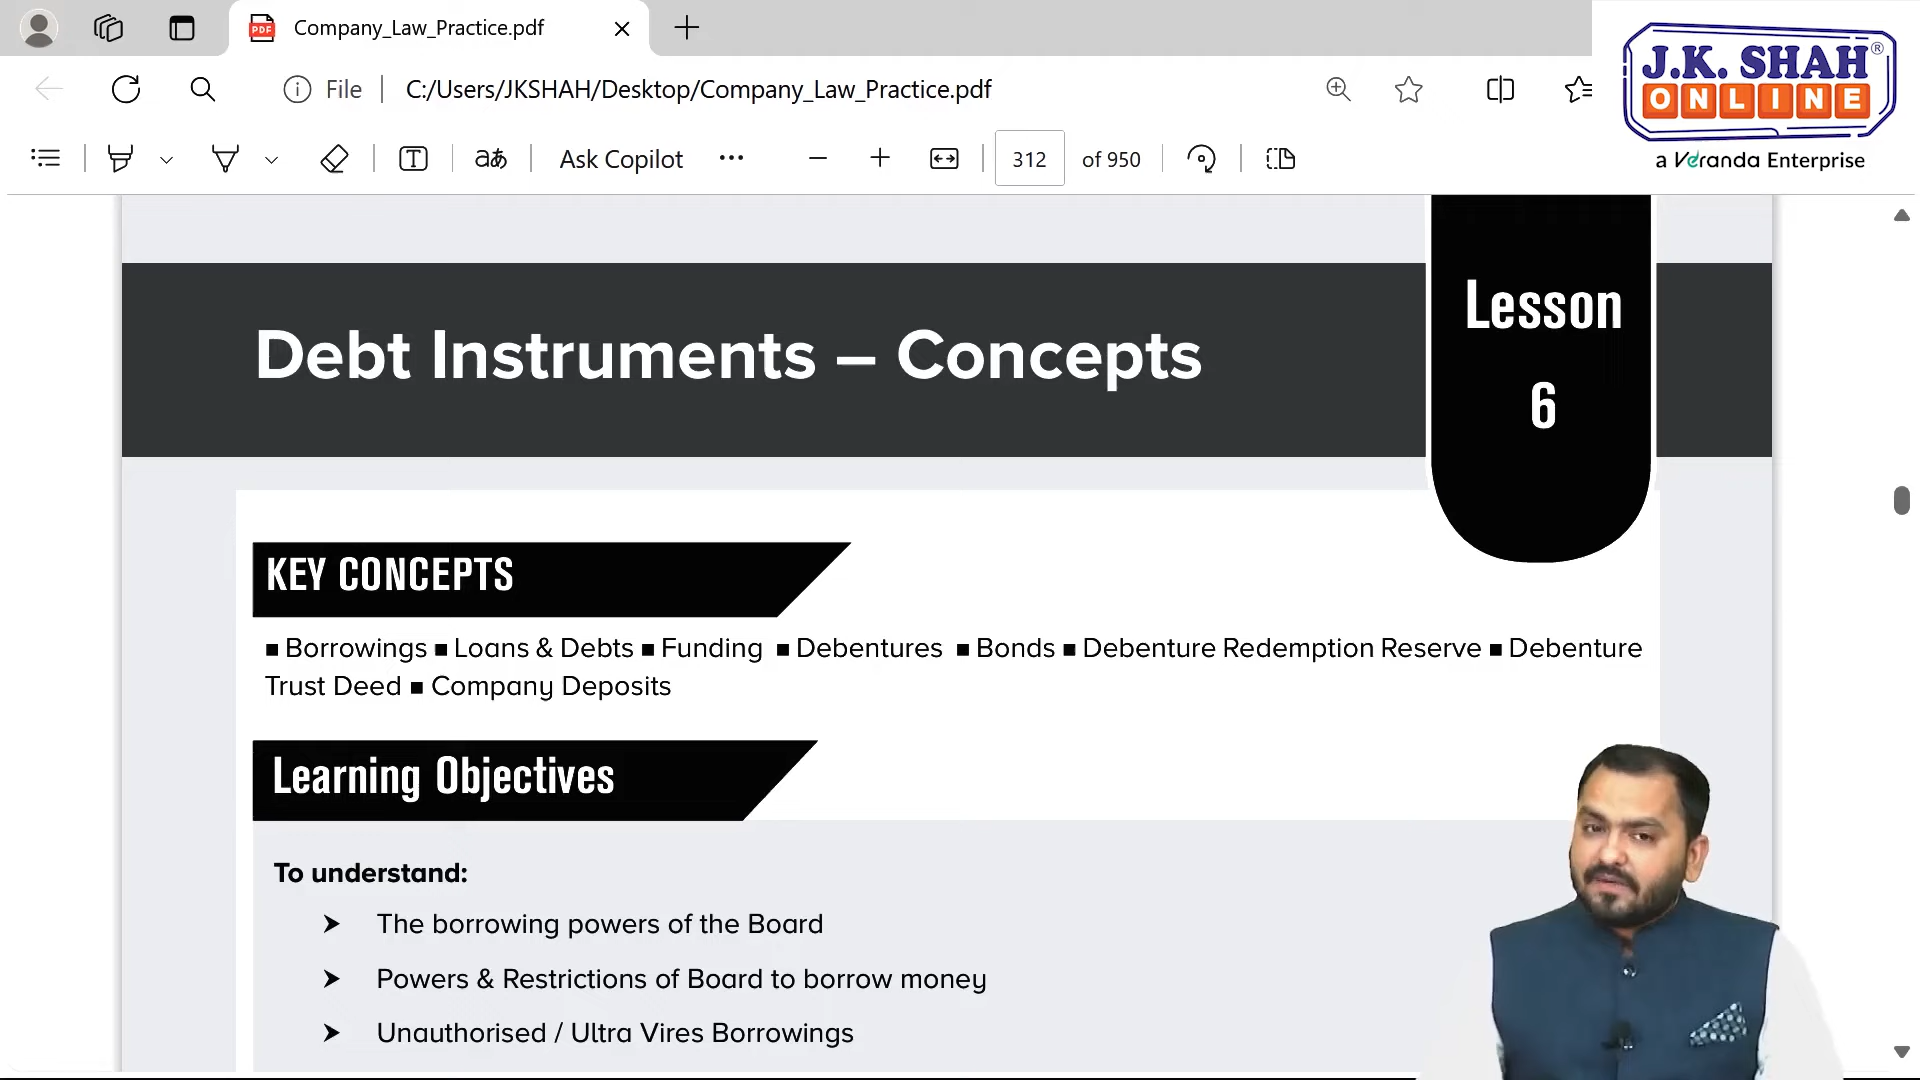 Company_Law_Practice.pdf
J.K. SHAH®
ONLINE
a Veranda Enterprise
File
C:/Users/JKSHAH/Desktop/Company_Law_Practice.pdf
aあ
Ask Copilot
312 of 950
Lesson
6
Debt Instruments – Concepts
KEY CONCEPTS
■ Borrowings ■ Loans & Debts ■ Funding ■ Debentures ■ Bonds ■ Debenture Redemption Reserve ■ Debenture
Trust Deed ■ Company Deposits
Learning Objectives
To understand:
➤ The borrowing powers of the Board
➤ Powers & Restrictions of Board to borrow money
➤ Unauthorised / Ultra Vires Borrowings